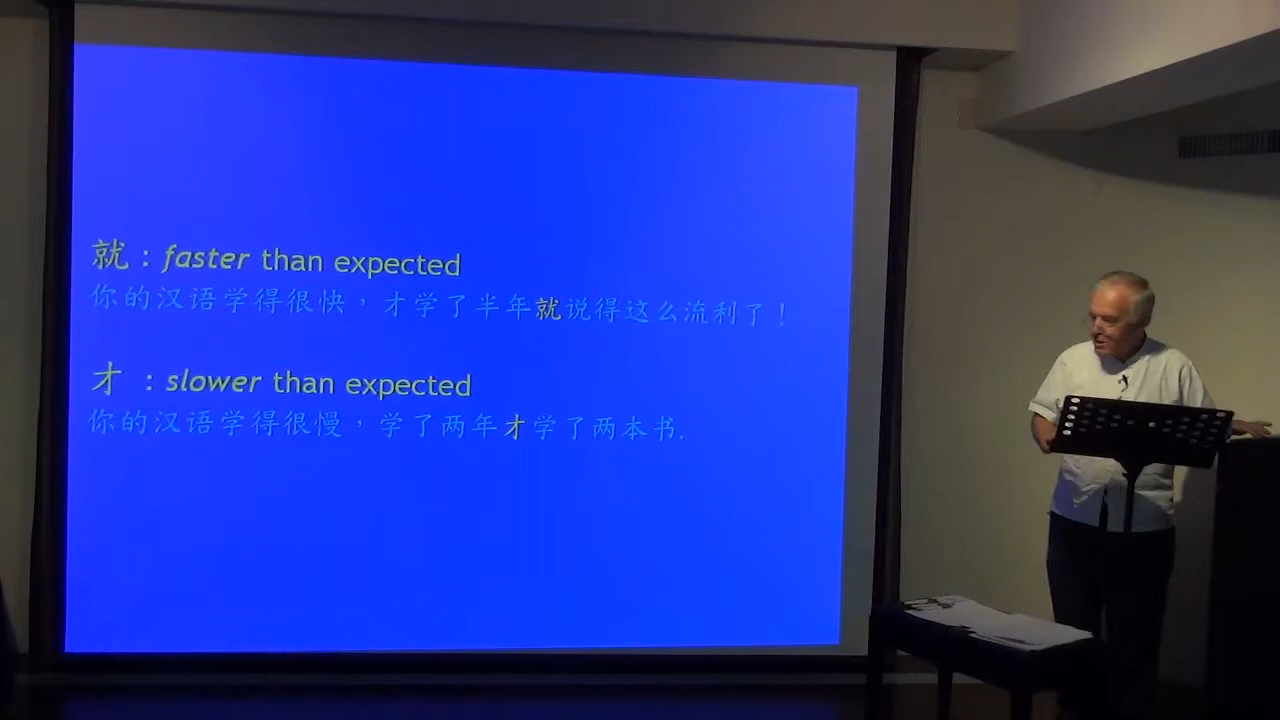 就：faster than expected
你的汉语学得很快，才学了半年就说得这么流利了！
才 ：slower than expected
你的汉语学得很慢，学了两年才学了两本书.